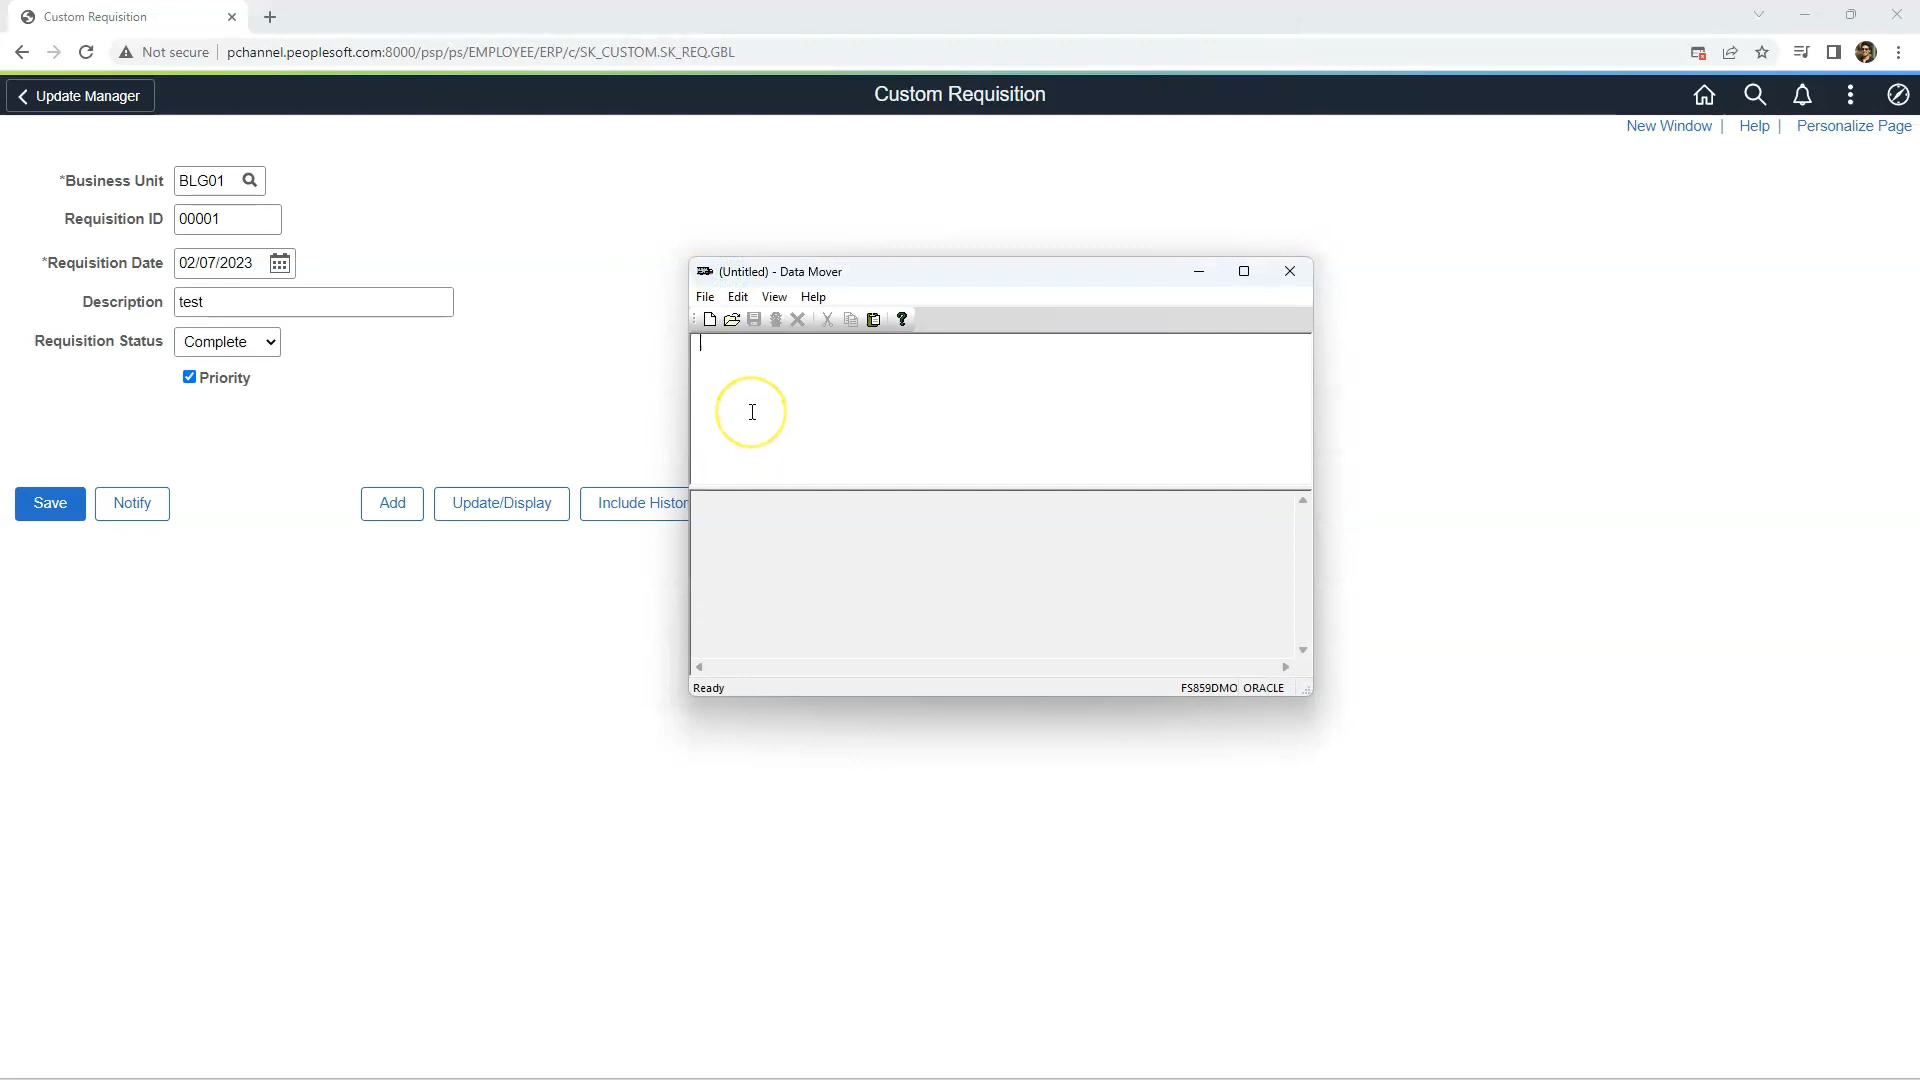 Custom Requisition
Not secure pchannel.peoplesoft.com:8000/psp/ps/EMPLOYEE/ERP/c/SK_CUSTOM.SK_REQ.GBL
Update Manager
Custom Requisition
New Window | Help | Personalize Page
*Business Unit BLG01
Requisition ID 00001
*Requisition Date 02/07/2023
Description test
Requisition Status Complete
Priority
Save Notify Add Update/Display Include Histor
(Untitled) - Data Mover
File Edit View Help
Ready FS859DMO ORACLE